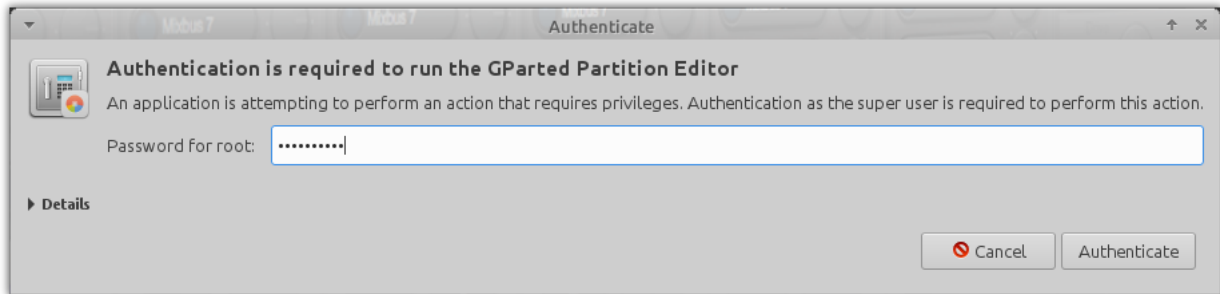 Authenticate
Authentication is required to run the GParted Partition Editor
An application is attempting to perform an action that requires privileges. Authentication as the super user is required to perform this action.
Password for root: ••••••••••
Details
Cancel Authenticate